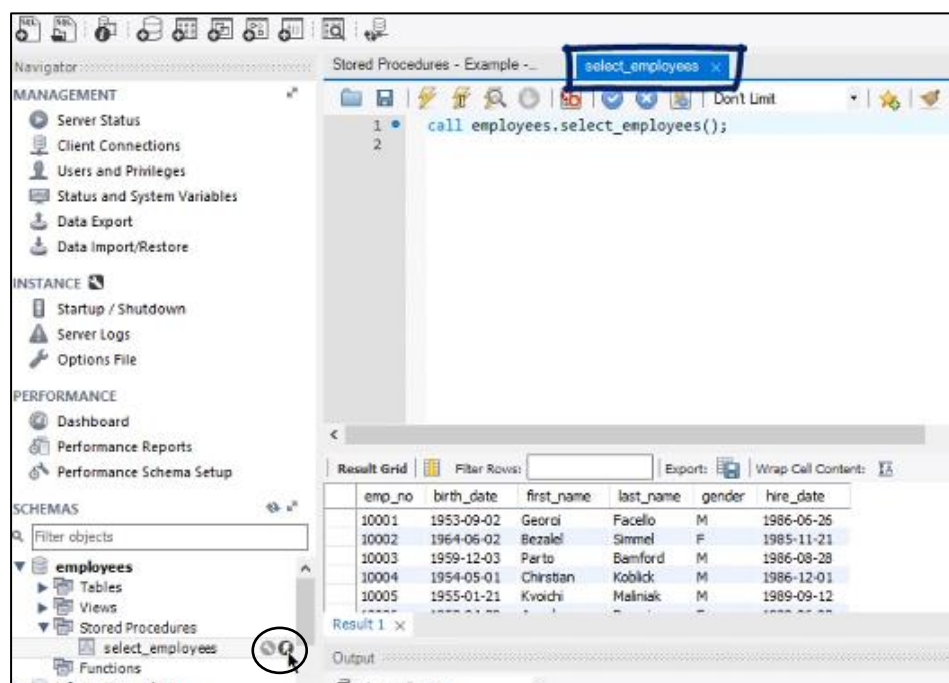 Navigator
MANAGEMENT
Server Status
Client Connections
Users and Privileges
Status and System Variables
Data Export
Data Import/Restore
INSTANCE
Startup / Shutdown
Server Logs
Options File
PERFORMANCE
Dashboard
Performance Reports
Performance Schema Setup
SCHEMAS
Filter objects
employees
Tables
Views
Stored Procedures
select_employees
Functions
Stored Procedures - Example -...
select_employees
Don't Limit
1 call employees.select_employees();
2
Result Grid Filter Rows: Export: Wrap Cell Content:
emp_no birth_date first_name last_name gender hire_date
10001 1953-09-02 Georgi Facello M 1986-06-26
10002 1964-06-02 Bezalel Simmel F 1985-11-21
10003 1959-12-03 Parto Bamford M 1986-08-28
10004 1954-05-01 Chirstian Koblick M 1986-12-01
10005 1955-01-21 Kyoichi Maliniak M 1989-09-12
Result 1
Output